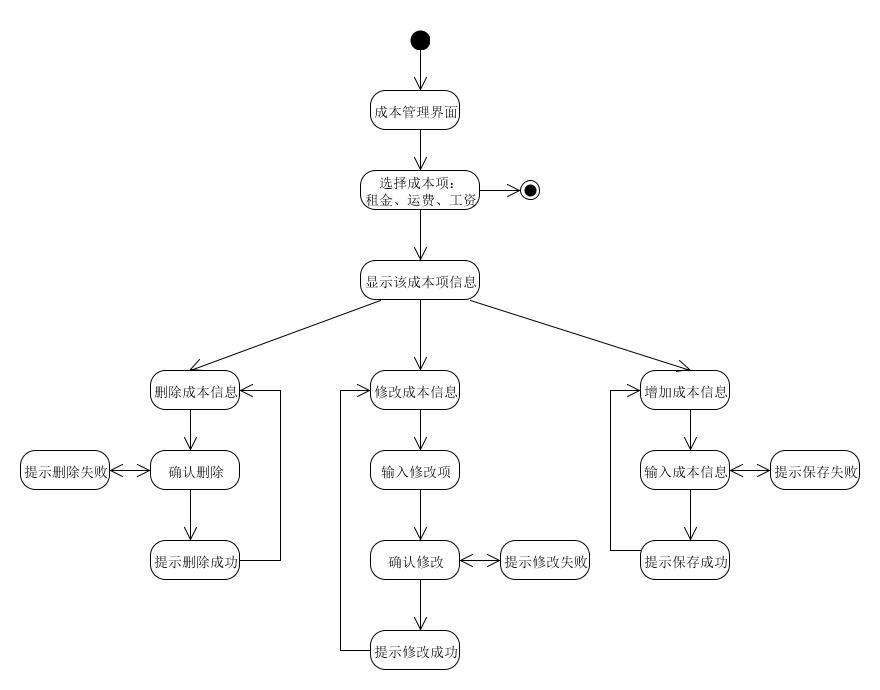 成本管理界面
选择成本项：
租金、运费、工资
显示该成本项信息
删除成本信息
修改成本信息
增加成本信息
提示删除失败
确认删除
输入修改项
输入成本信息
提示保存失败
提示删除成功
确认修改
提示修改失败
提示保存成功
提示修改成功